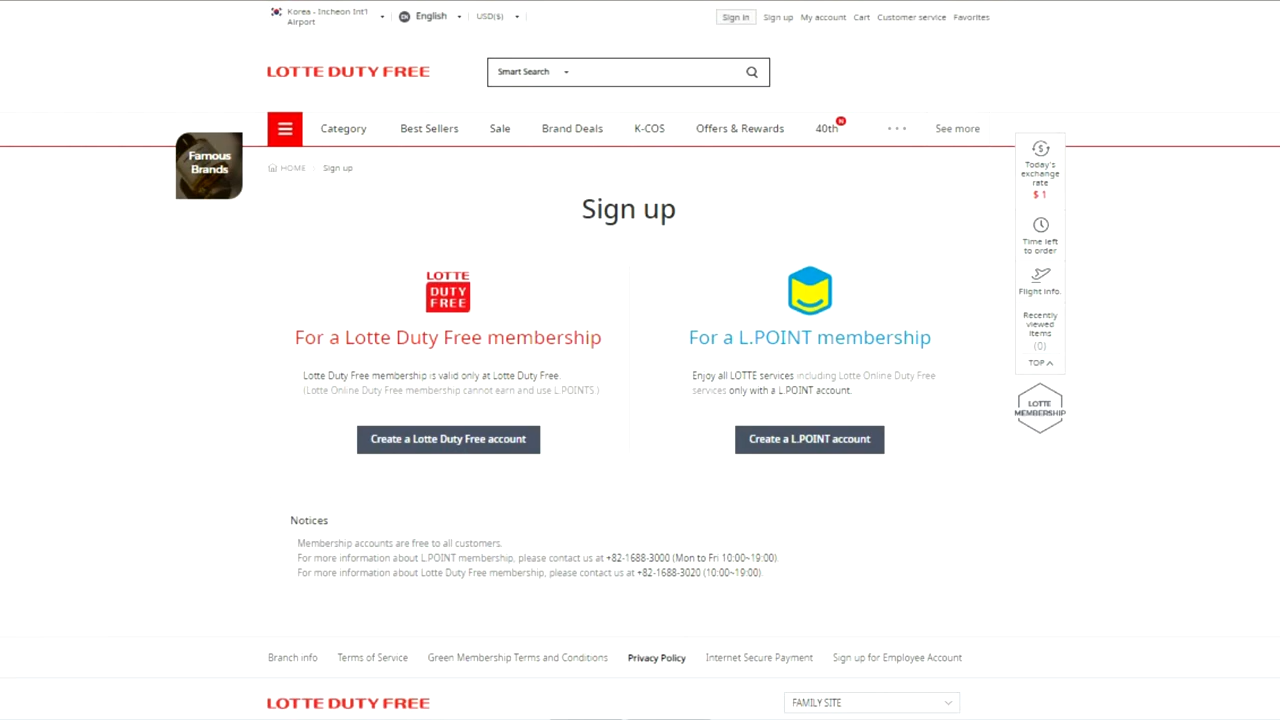 Korea - Incheon Int'l
Airport
EN English
USD($)
Sign in
Sign up
My account
Cart
Customer service
Favorites
LOTTE DUTY FREE
Smart Search
Category
Best Sellers
Sale
Brand Deals
K-COS
Offers & Rewards
40th
N
See more
Famous
Brands
HOME
Sign up
Today's
exchange
rate
$ 1
Time left
to order
Flight info.
Recently
viewed
items
(0)
TOP
LOTTE
MEMBERSHIP
Sign up
LOTTE
DUTY
FREE
For a Lotte Duty Free membership
Lotte Duty Free membership is valid only at Lotte Duty Free.
(Lotte Online Duty Free membership cannot earn and use L.POINTS.)
Create a Lotte Duty Free account
For a L.POINT membership
Enjoy all LOTTE services including Lotte Online Duty Free
services only with a L.POINT account.
Create a L.POINT account
Notices
Membership accounts are free to all customers.
For more information about L.POINT membership, please contact us at +82-1688-3000 (Mon to Fri 10:00~19:00).
For more information about Lotte Duty Free membership, please contact us at +82-1688-3020 (10:00~19:00).
Branch info
Terms of Service
Green Membership Terms and Conditions
Privacy Policy
Internet Secure Payment
Sign up for Employee Account
LOTTE DUTY FREE
FAMILY SITE